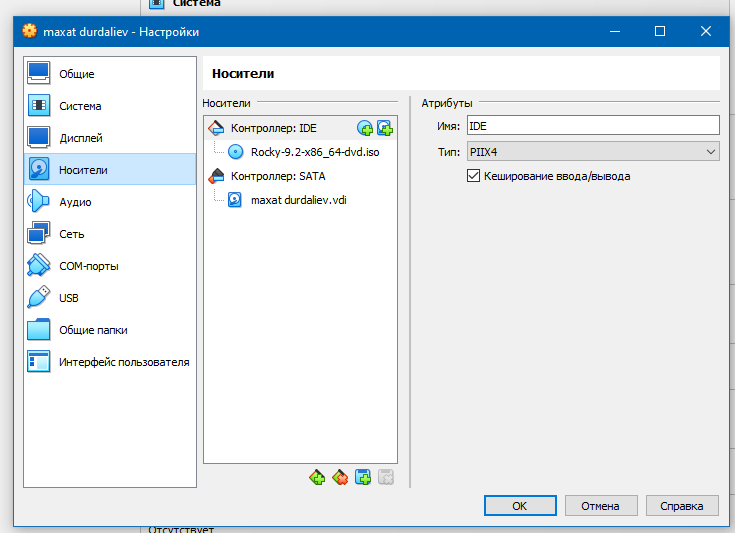 Система
maxat durdaliev - Настройки
Общие
Система
Дисплей
Носители
Аудио
Сеть
COM-порты
USB
Общие папки
Интерфейс пользователя
Носители
Носители
Контроллер: IDE
Rocky-9.2-x86_64-dvd.iso
Контроллер: SATA
maxat durdaliev.vdi
Атрибуты
Имя: IDE
Тип: PIIX4
Кеширование ввода/вывода
OK Отмена Справка
Отсутствует